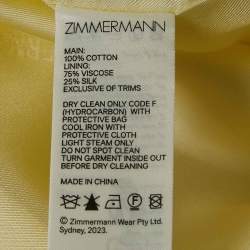 ZIMMERMANN
MAIN:
100% COTTON
LINING:
75% VISCOSE
25% SILK
EXCLUSIVE OF TRIMS
DRY CLEAN ONLY CODE F
(HYDROCARBON) WITH
PROTECTIVE BAG
COOL IRON WITH
PROTECTIVE CLOTH
LIGHT STEAM ONLY
DO NOT SPOT CLEAN
TURN GARMENT INSIDE OUT
BEFORE DRY CLEANING
MADE IN CHINA
© Zimmermann Wear Pty Ltd.
Sydney, 2023.